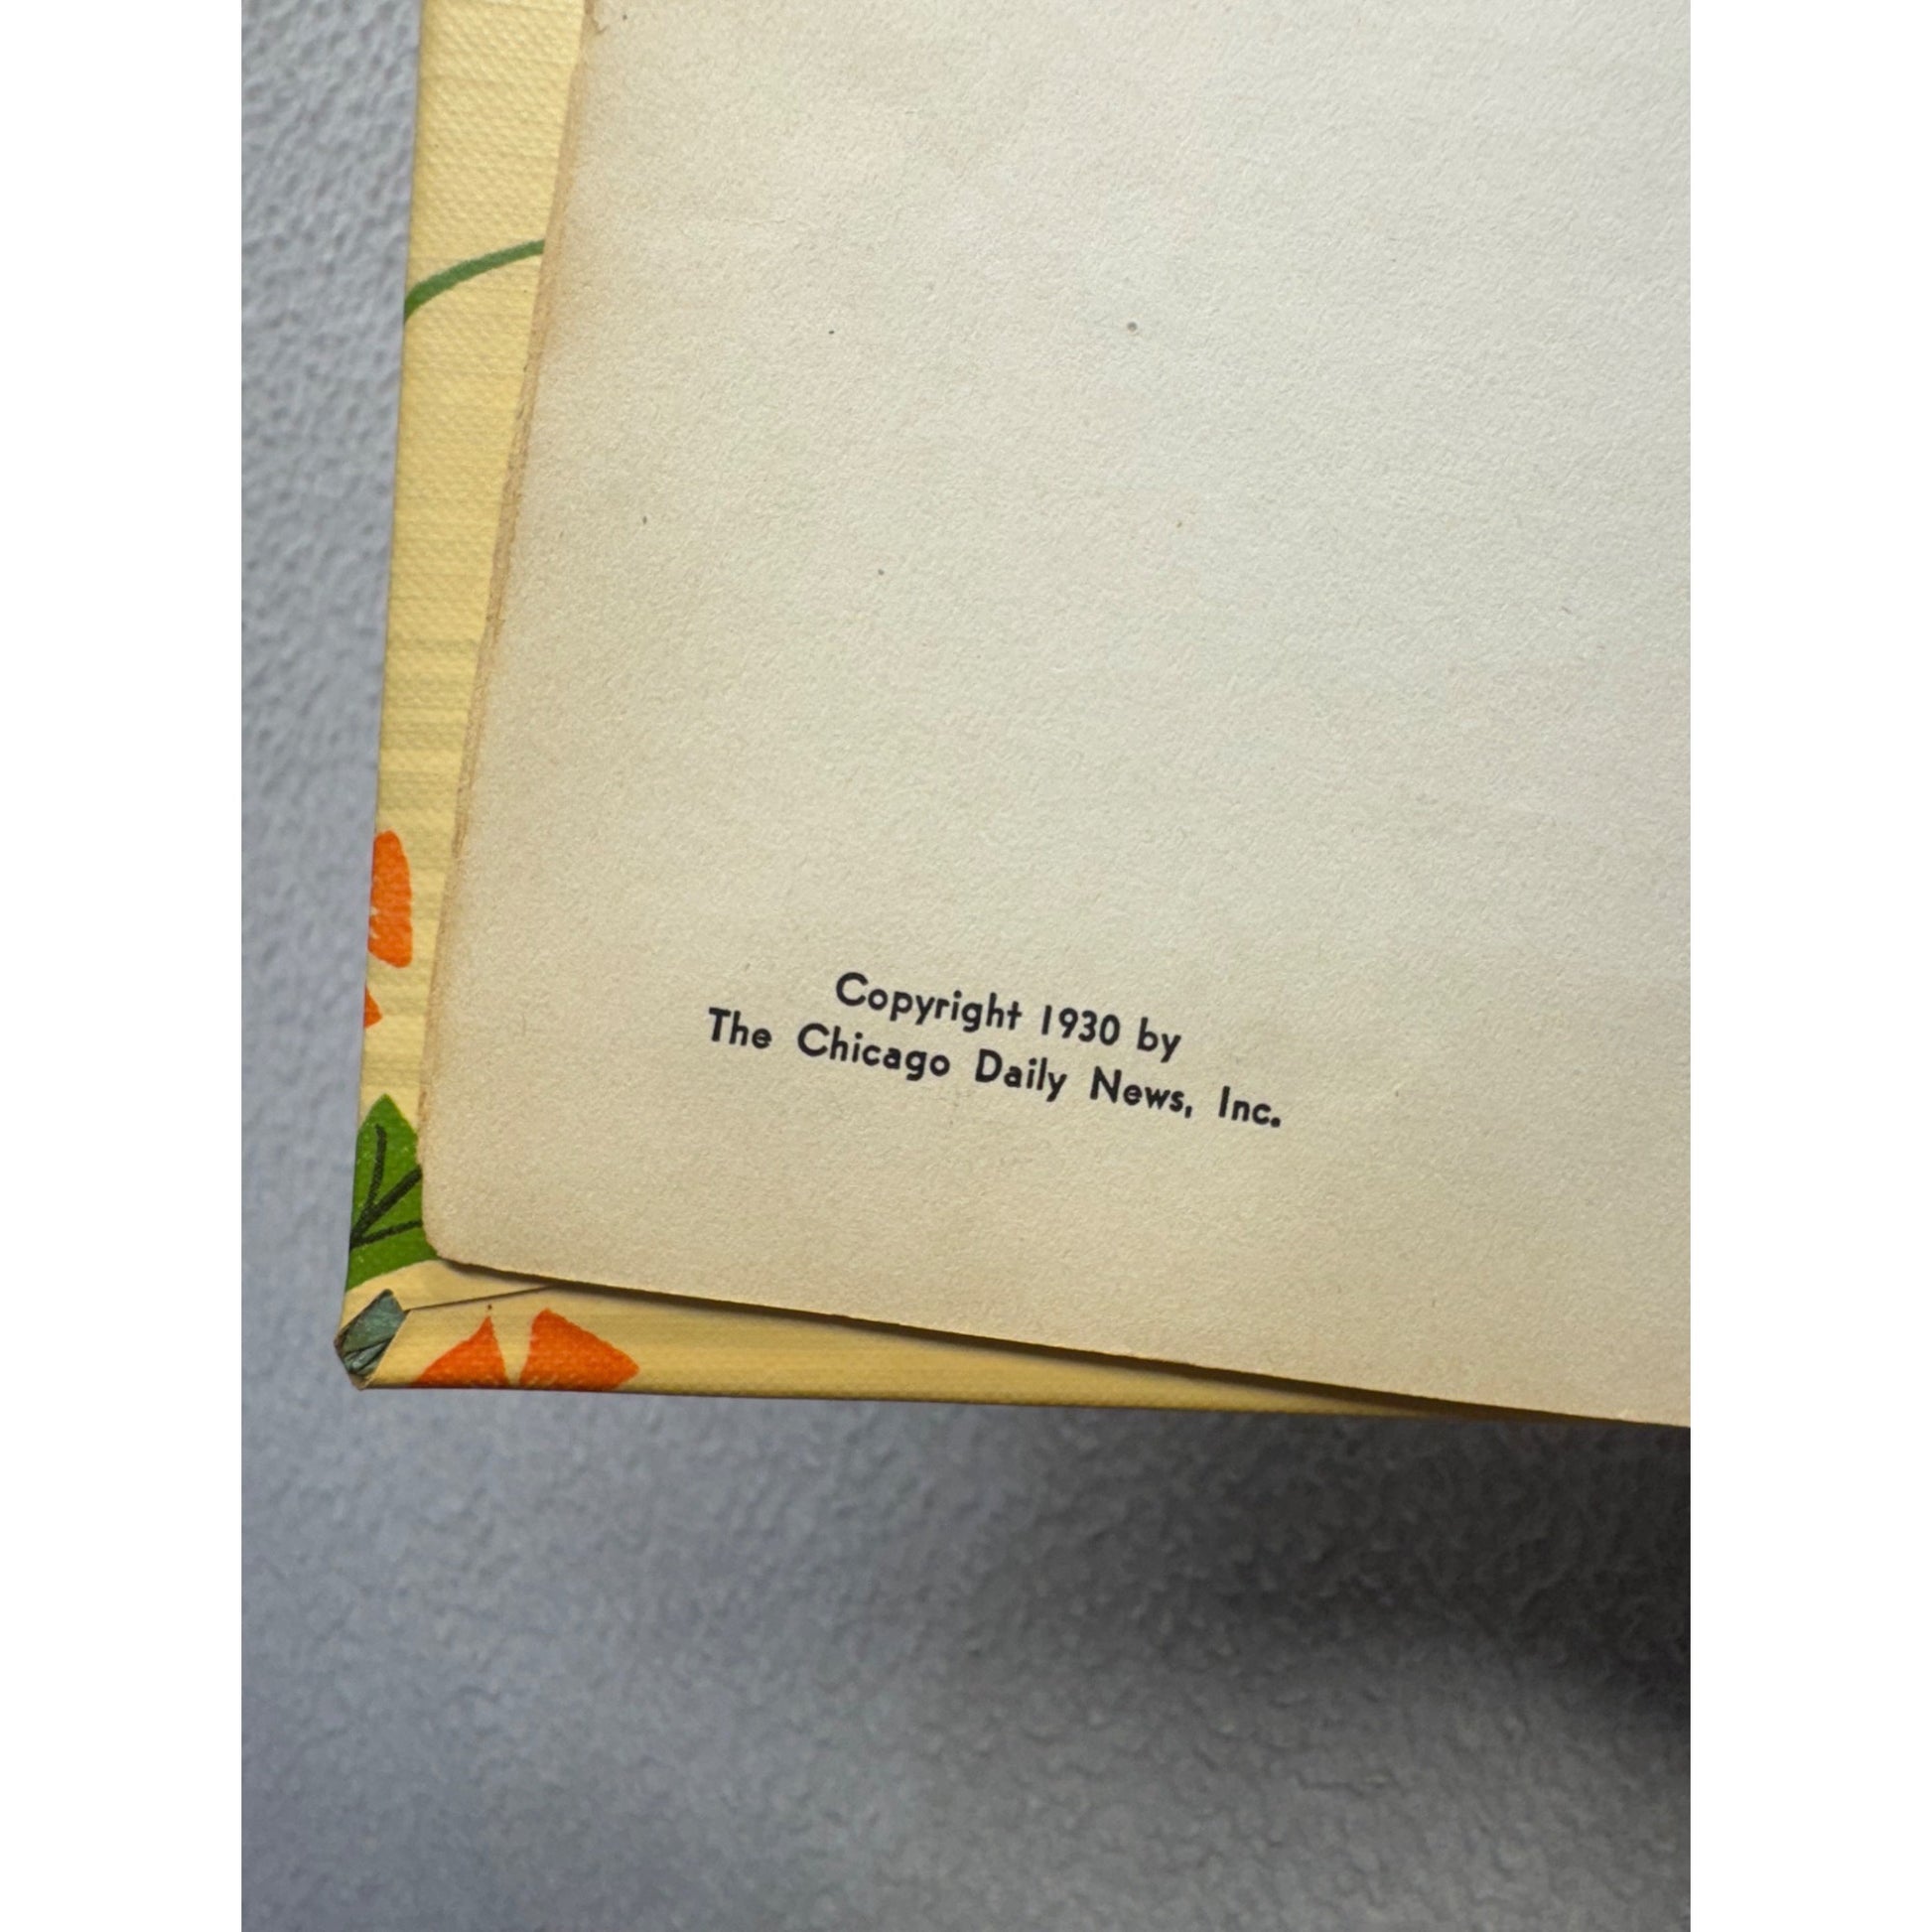 Copyright 1930 by
The Chicago Daily News, Inc.